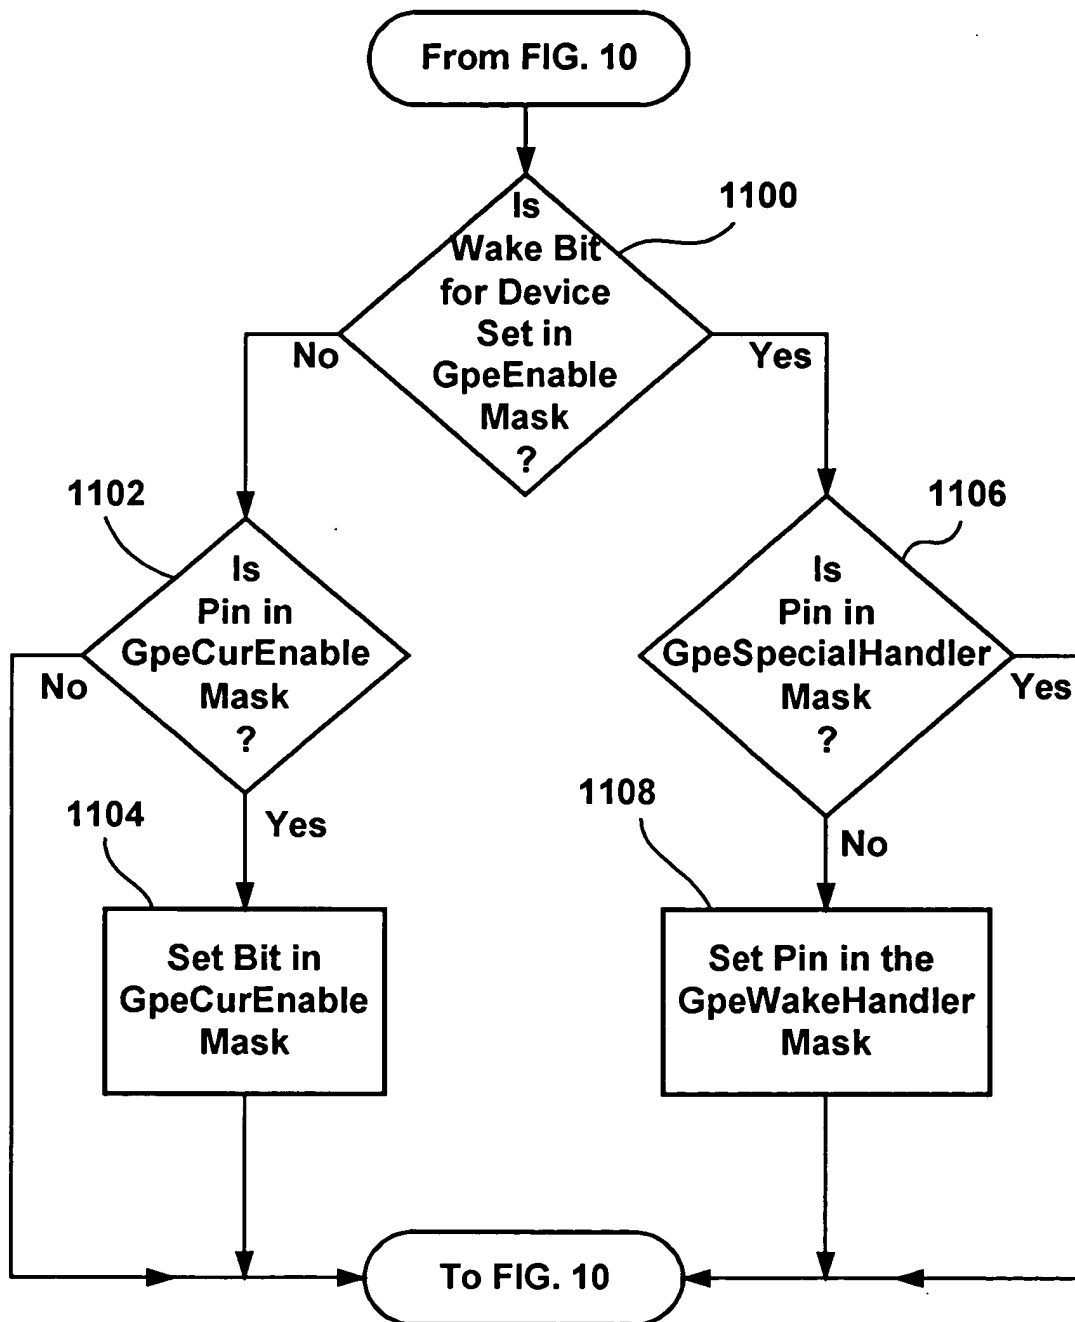 From FIG. 10
1100
Is
Wake Bit
for Device
Set in
GpeEnable
Mask
?
No
Yes
1102
Is
Pin in
GpeCurEnable
Mask
?
No
Yes
1106
Is
Pin in
GpeSpecialHandler
Mask
?
Yes
No
1104
Set Bit in
GpeCurEnable
Mask
1108
Set Pin in the
GpeWakeHandler
Mask
To FIG. 10